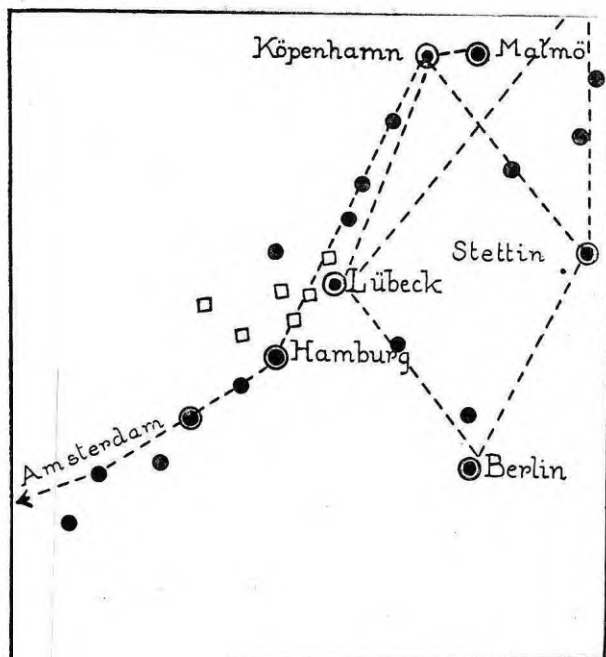 Köpenhamn Malmö
Stettin
Lübeck
Hamburg
Amsterdam
Berlin